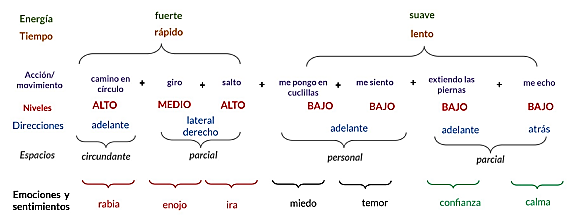 Energía fuerte suave
Tiempo rápido lento
Acción/
movimiento camino en
círculo + giro + salto + me pongo en
cuclillas + me siento + extiendo las
piernas + me echo
Niveles ALTO MEDIO ALTO BAJO BAJO BAJO BAJO
Direcciones adelante lateral
derecho adelante adelante atrás
Espacios circundante parcial personal parcial
Emociones y
sentimientos rabia enojo ira miedo temor confianza calma